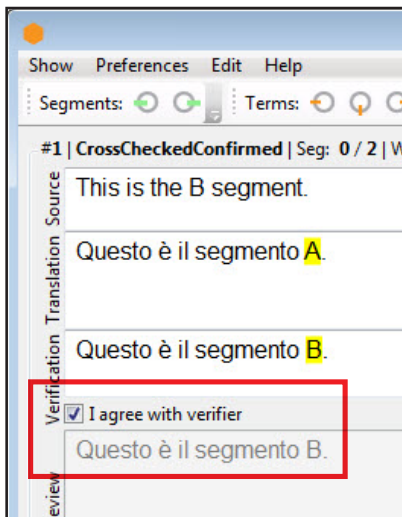 Show Preferences Edit Help
Segments: Terms:
#1 | CrossCheckedConfirmed | Seg: 0 / 2 | W
Source
This is the B segment.
Translation
Questo è il segmento A.
Verification
Questo è il segmento B.
I agree with verifier
Questo è il segmento B.
eview